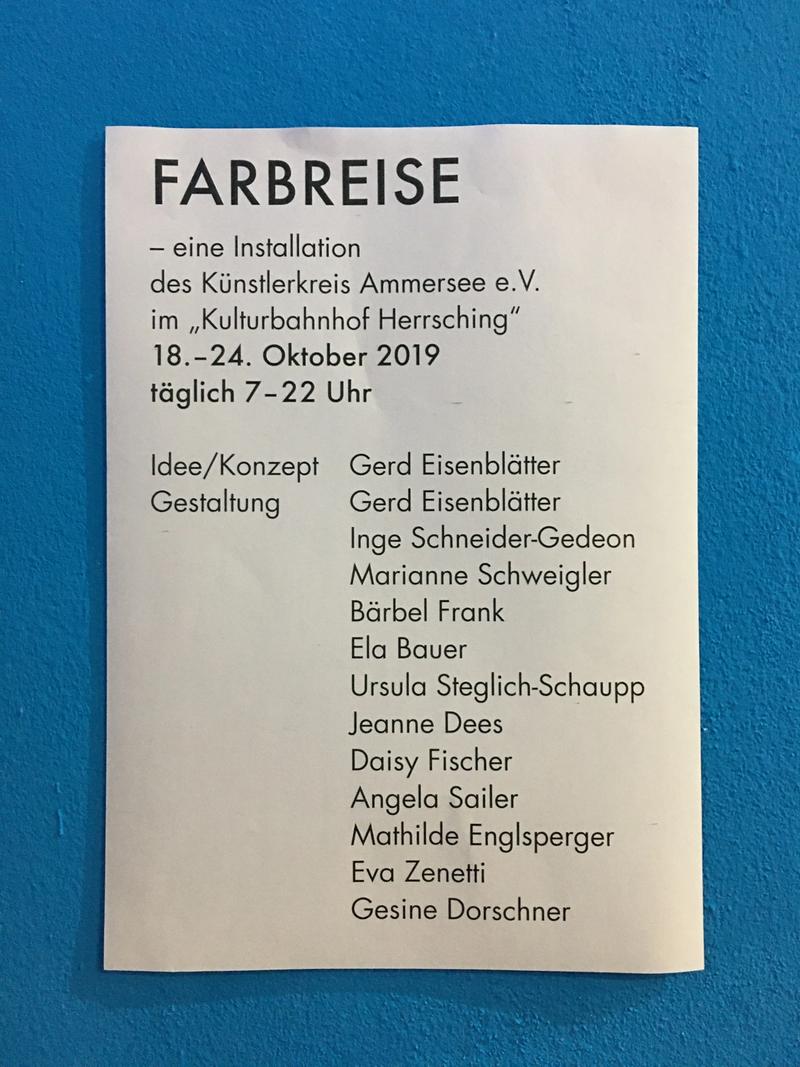 FARBREISE
– eine Installation
des Künstlerkreis Ammersee e.V.
im „Kulturbahnhof Herrsching“
18.–24. Oktober 2019
täglich 7–22 Uhr
Idee/Konzept Gerd Eisenblätter
Gestaltung Gerd Eisenblätter
Inge Schneider-Gedeon
Marianne Schweigler
Bärbel Frank
Ela Bauer
Ursula Steglich-Schaupp
Jeanne Dees
Daisy Fischer
Angela Sailer
Mathilde Englsperger
Eva Zenetti
Gesine Dorschner